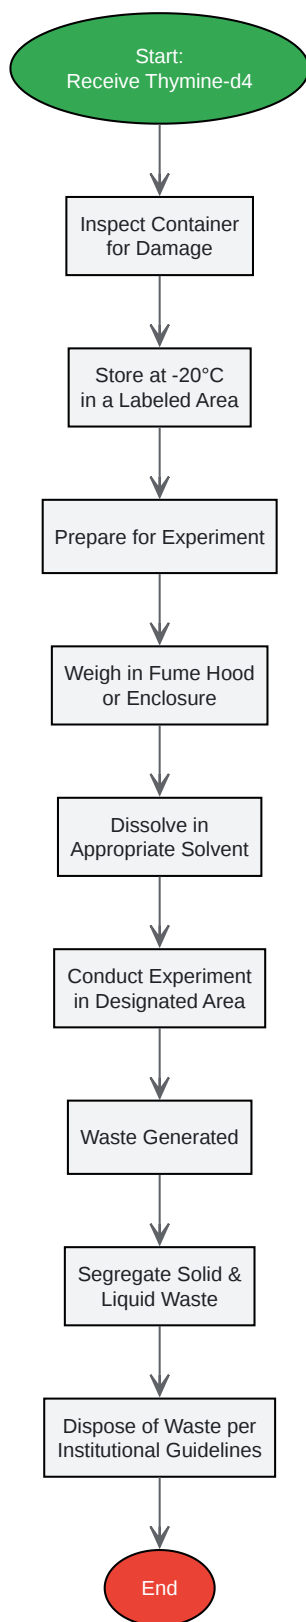 Start:
Receive Thymine-d4
Inspect Container
for Damage
Store at -20°C
in a Labeled Area
Prepare for Experiment
Weigh in Fume Hood
or Enclosure
Dissolve in
Appropriate Solvent
Conduct Experiment
in Designated Area
Waste Generated
Segregate Solid &
Liquid Waste
Dispose of Waste per
Institutional Guidelines
End